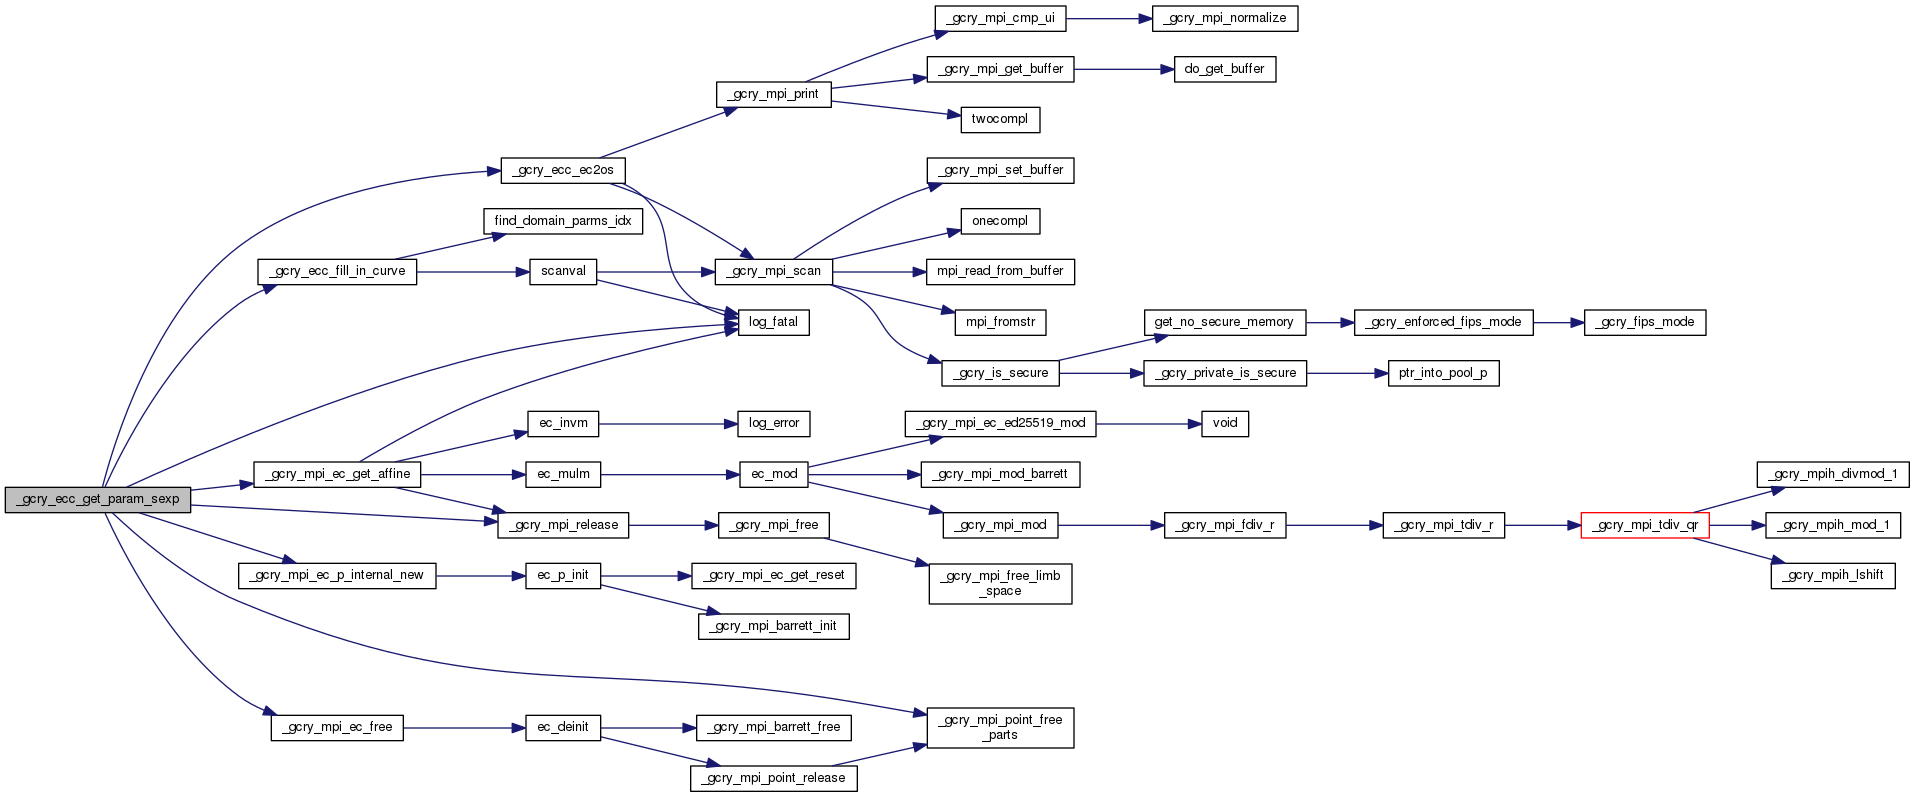 _gcry_mpi_cmp_ui
_gcry_mpi_normalize
_gcry_mpi_get_buffer
do_get_buffer
_gcry_mpi_print
twocompl
_gcry_ecc_ec2os
_gcry_mpi_set_buffer
find_domain_parms_idx
onecompl
_gcry_ecc_fill_in_curve
scanval
_gcry_mpi_scan
mpi_read_from_buffer
log_fatal
mpi_fromstr
get_no_secure_memory
_gcry_enforced_fips_mode
_gcry_fips_mode
_gcry_is_secure
_gcry_private_is_secure
ptr_into_pool_p
ec_invm
log_error
_gcry_mpi_ec_ed25519_mod
void
_gcry_mpi_ec_get_affine
ec_mulm
ec_mod
_gcry_mpi_mod_barrett
_gcry_mpih_divmod_1
_gcry_ecc_get_param_sexp
_gcry_mpi_release
_gcry_mpi_free
_gcry_mpi_mod
_gcry_mpi_fdiv_r
_gcry_mpi_tdiv_r
_gcry_mpi_tdiv_qr
_gcry_mpih_mod_1
_gcry_mpi_ec_p_internal_new
ec_p_init
_gcry_mpi_ec_get_reset
_gcry_mpi_free_limb
_space
_gcry_mpih_lshift
_gcry_mpi_barrett_init
_gcry_mpi_ec_free
ec_deinit
_gcry_mpi_barrett_free
_gcry_mpi_point_free
_parts
_gcry_mpi_point_release